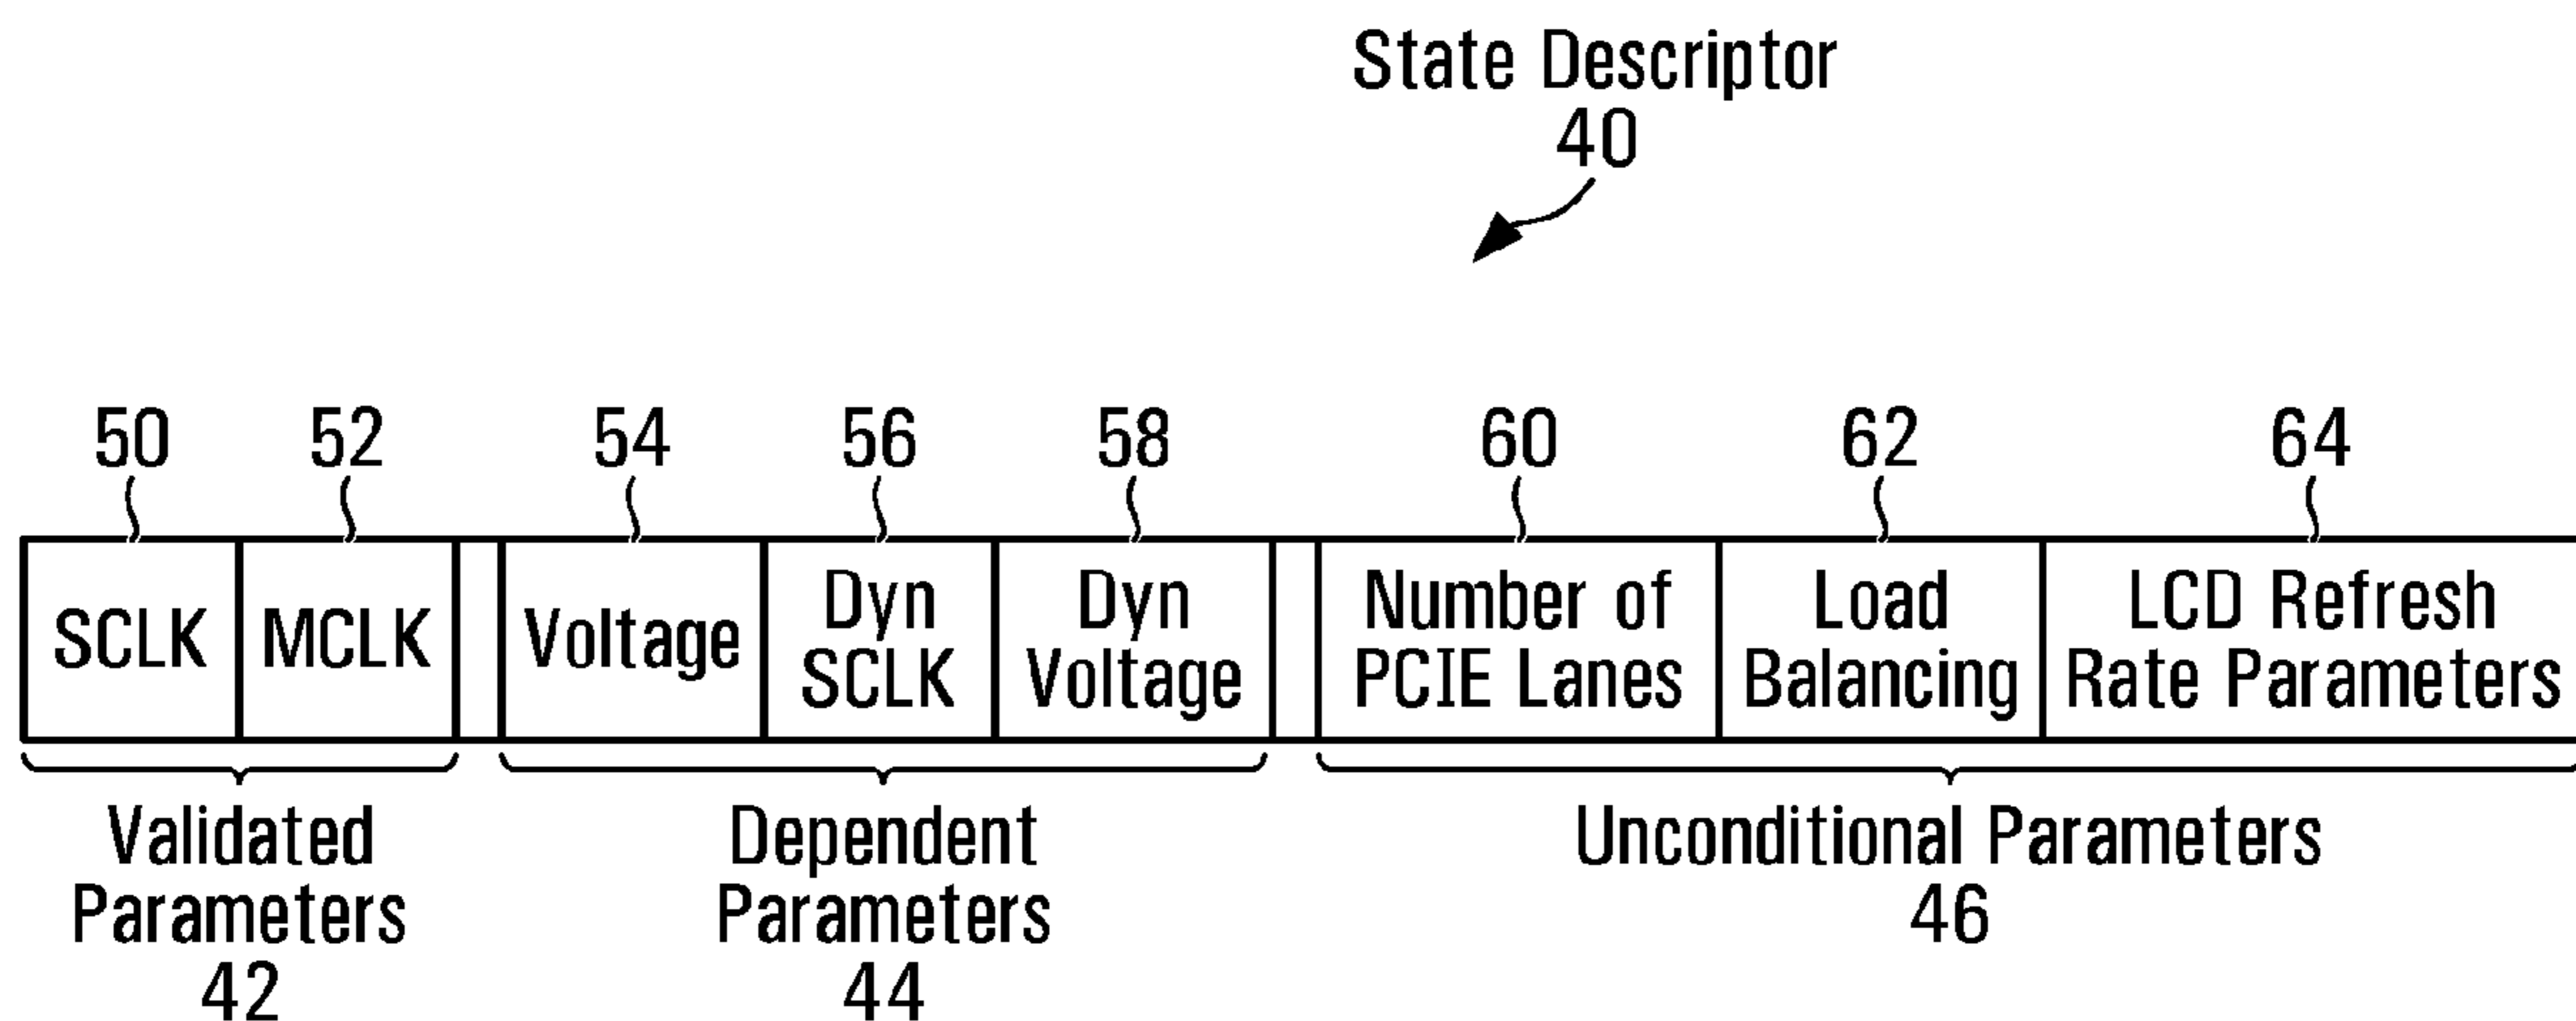 State Descriptor
40
50 52 54 56 58 60 62 64
SCLK
MCLK
Voltage
Dyn
SCLK
Dyn
Voltage
Number of
PCIE Lanes
Load
Balancing
LCD Refresh
Rate Parameters
Validated
Parameters
42
Dependent
Parameters
44
Unconditional Parameters
46